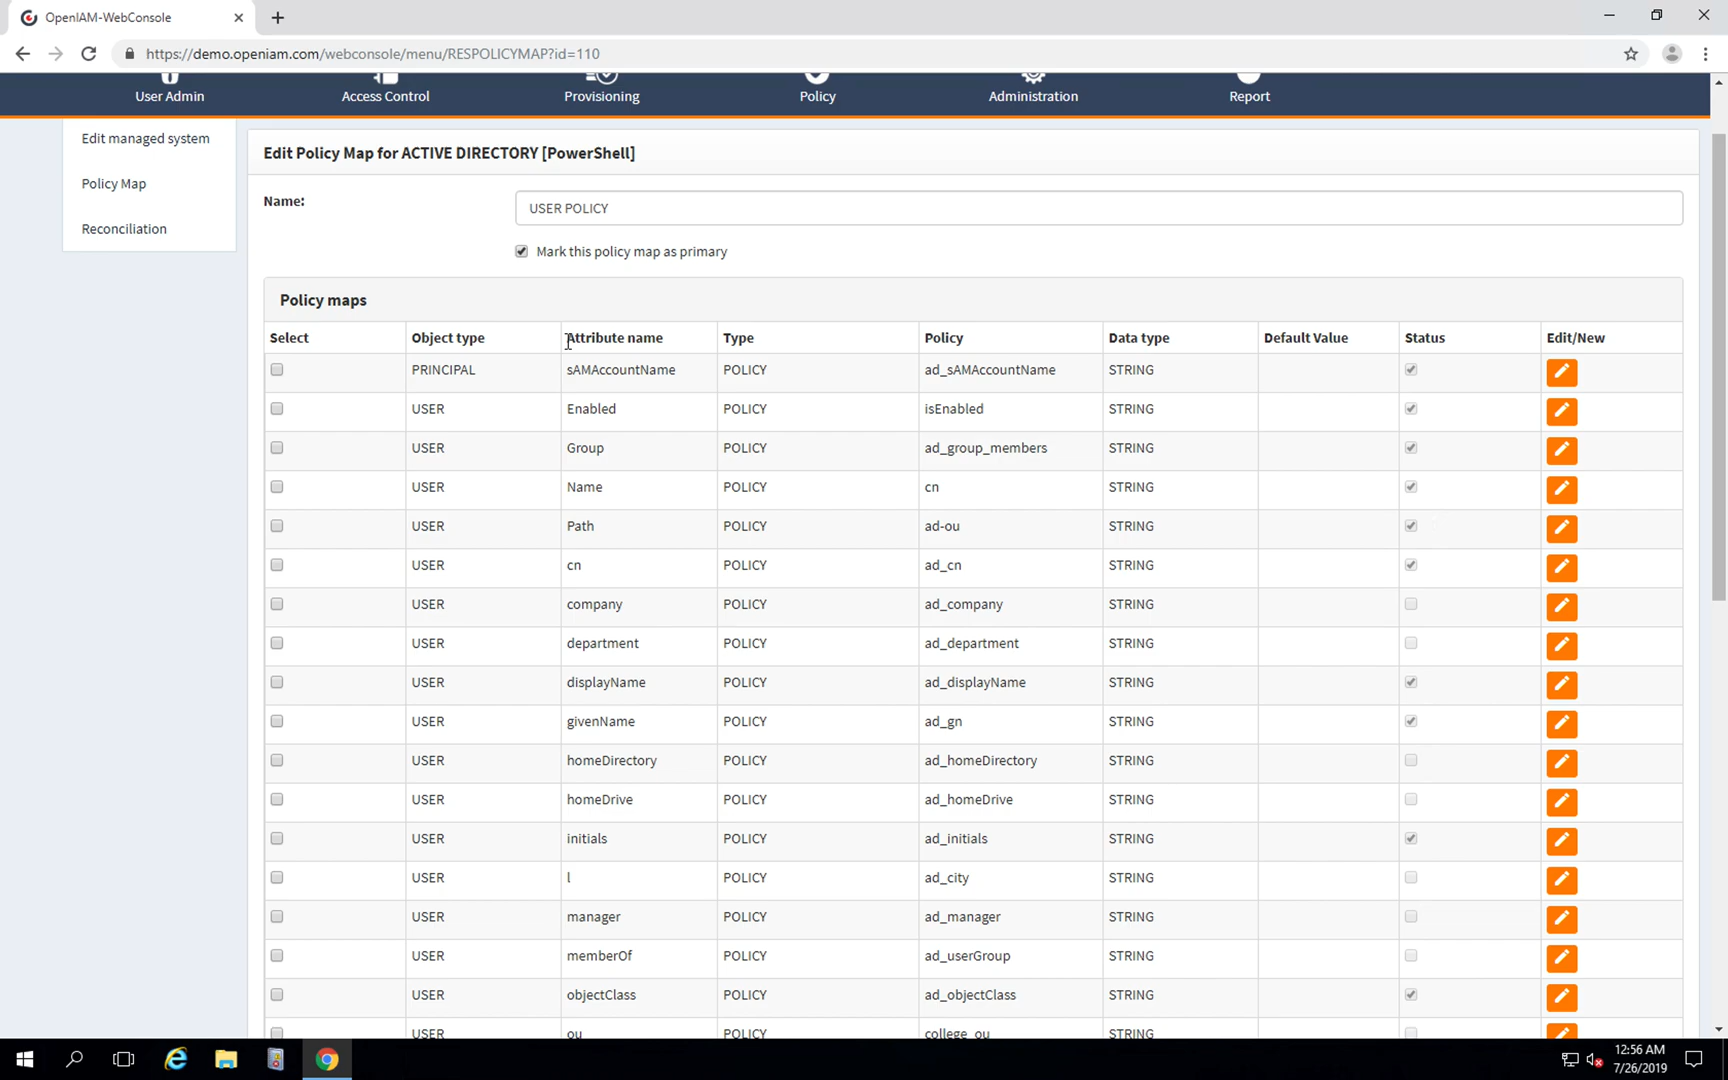 OpenIAM-WebConsole
https://demo.openiam.com/webconsole/menu/RESPOLICYMAP?id=110
User Admin Access Control Provisioning Policy Administration Report
Edit managed system
Policy Map
Reconciliation
Edit Policy Map for ACTIVE DIRECTORY [PowerShell]
Name: USER POLICY
Mark this policy map as primary
Policy maps
Select Object type Attribute name Type Policy Data type Default Value Status Edit/New
PRINCIPAL sAMAccountName POLICY ad_sAMAccountName STRING
USER Enabled POLICY isEnabled STRING
USER Group POLICY ad_group_members STRING
USER Name POLICY cn STRING
USER Path POLICY ad-ou STRING
USER cn POLICY ad_cn STRING
USER company POLICY ad_company STRING
USER department POLICY ad_department STRING
USER displayName POLICY ad_displayName STRING
USER givenName POLICY ad_gn STRING
USER homeDirectory POLICY ad_homeDirectory STRING
USER homeDrive POLICY ad_homeDrive STRING
USER initials POLICY ad_initials STRING
USER l POLICY ad_city STRING
USER manager POLICY ad_manager STRING
USER memberOf POLICY ad_userGroup STRING
USER objectClass POLICY ad_objectClass STRING
USER ou POLICY college_ou STRING
12:56 AM
7/26/2019